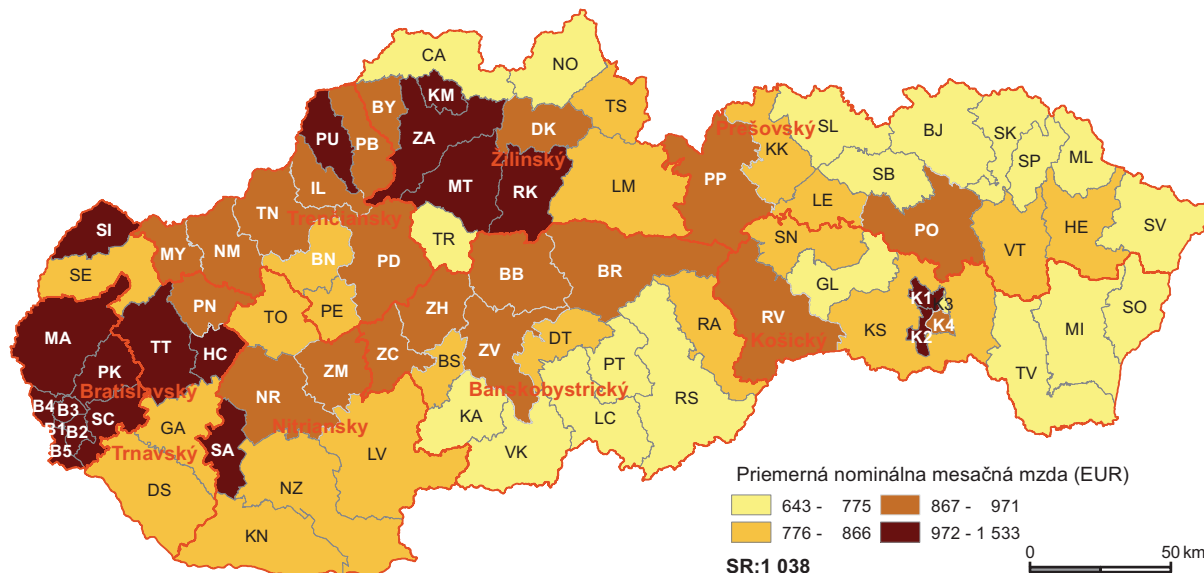 CA
NO
KM
BY
TS
PU
PB
ZA
DK
Žilinský
Prešovský
SL
BJ
SK
SP
ML
KK
SB
IL
MT
RK
LM
PP
LE
TN
Trenčiansky
SI
MY
NM
BN
PD
TR
BB
BR
SN
PO
VT
HE
SV
SE
GL
PN
TO
PE
ZH
K1
K3
SO
MA
TT
HC
ZC
ZV
DT
RA
RV
Košický
KS
K4
K2
MI
PK
Bratislavský
NR
ZM
BS
Banskobystrický
PT
RS
TV
B4
B3
SC
B1
B2
B5
GA
Trnavský
SA
Nitriansky
KA
LC
LV
VK
DS
NZ
KN
Priemerná nominálna mesačná mzda (EUR)
643 - 775
867 - 971
776 - 866
972 - 1 533
SR:1 038
0
50 km